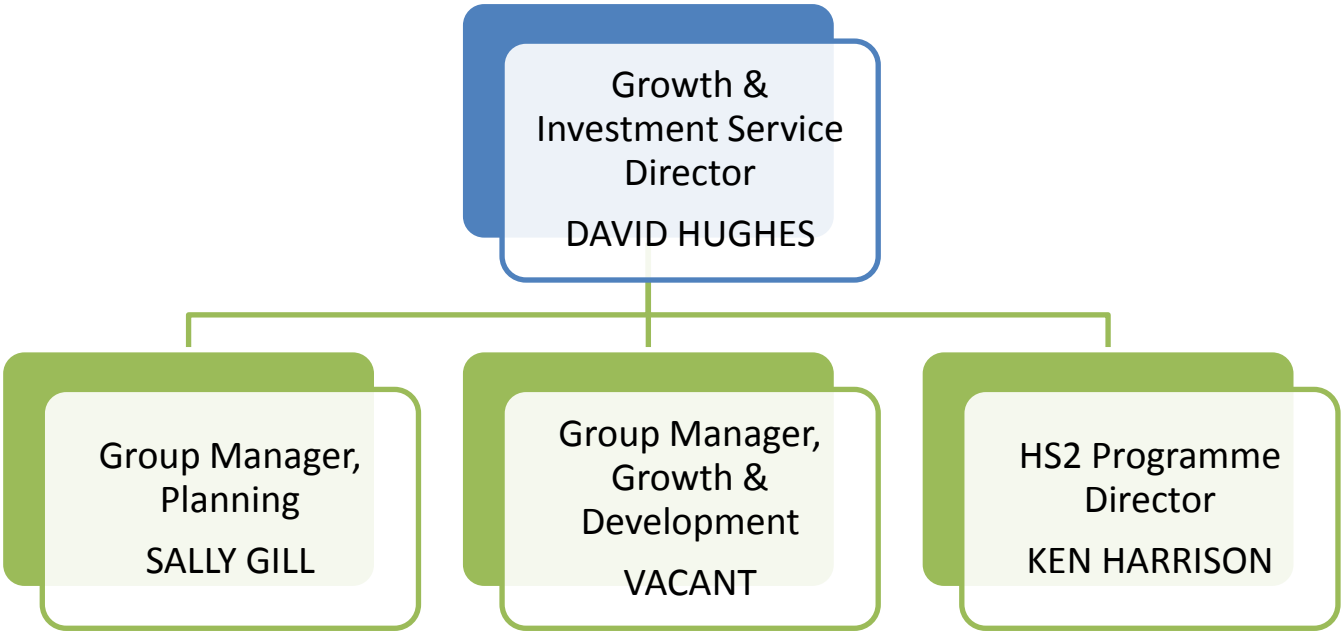 Growth &
Investment Service
Director
DAVID HUGHES
Group Manager,
Planning
SALLY GILL
Group Manager,
Growth &
Development
VACANT
HS2 Programme
Director
KEN HARRISON